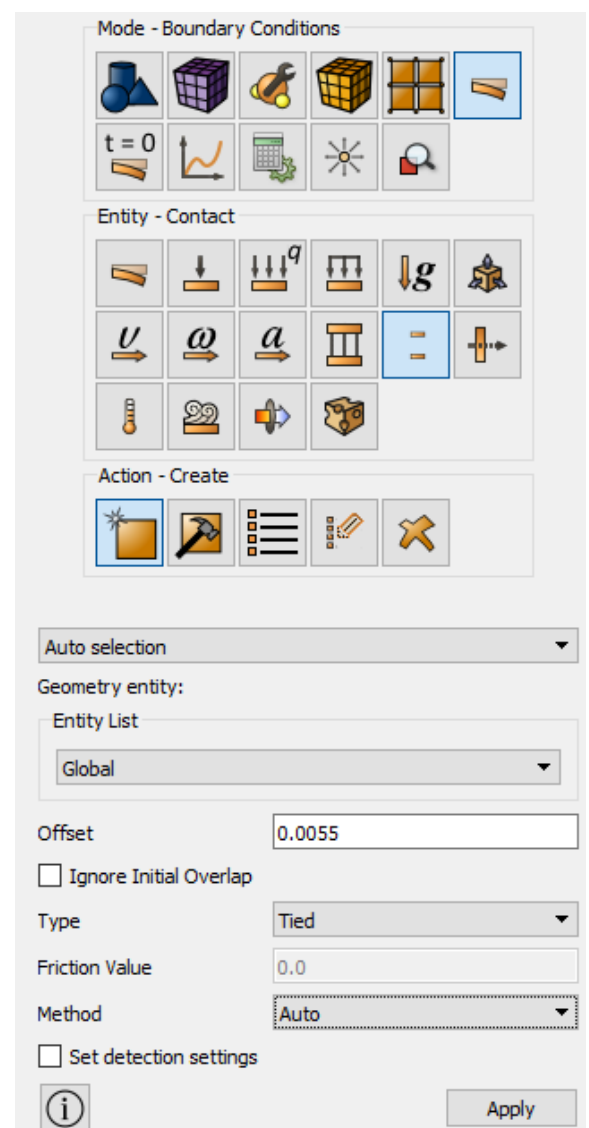 Mode - Boundary Conditions
t = 0
Entity - Contact
q
g
v ω a
Action - Create
Auto selection
Geometry entity:
Entity List
Global
Offset 0.0055
Ignore Initial Overlap
Type Tied
Friction Value 0.0
Method Auto
Set detection settings
i Apply